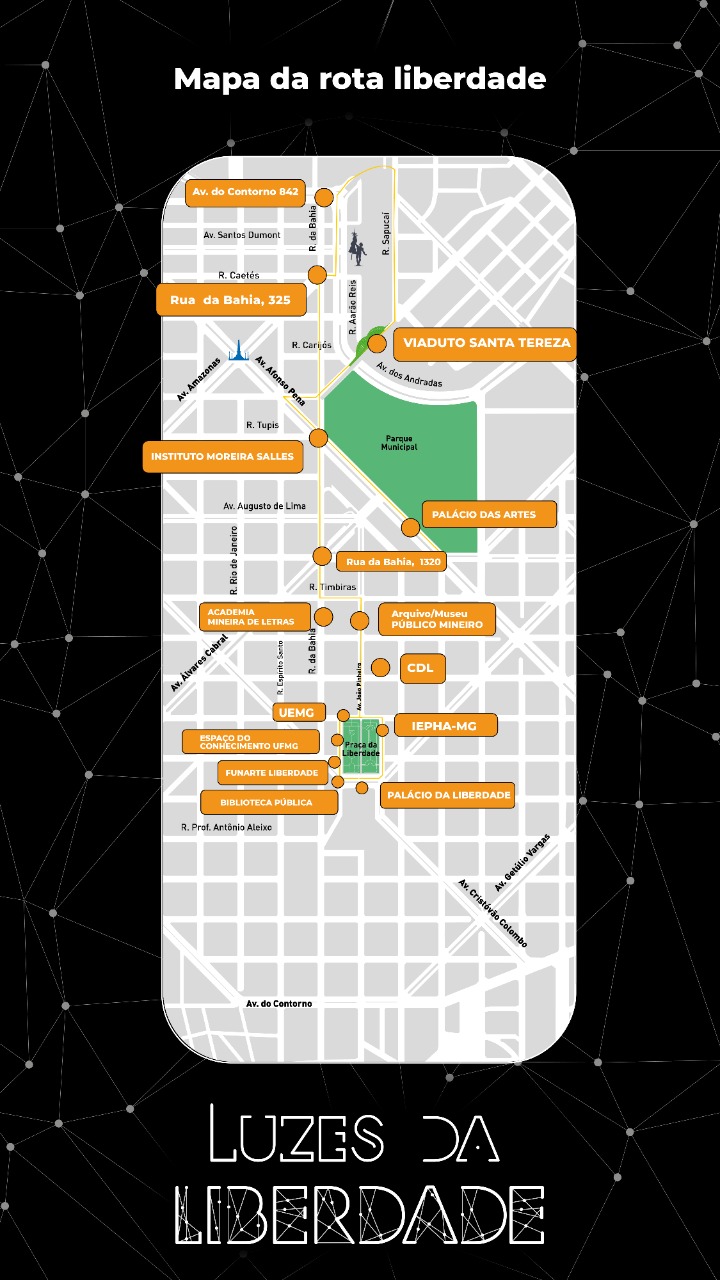 Mapa da rota liberdade
Av. do Contorno 842
R. da Bahia
R. Sapucaí
Av. Santos Dumont
R. Caetés
Rua da Bahia, 325
R. Aarão Reis
R. Carijós
VIADUTO SANTA TEREZA
Av. Amazonas
Av. Afonso Pena
Av. dos Andradas
R. Tupis
Parque
Municipal
INSTITUTO MOREIRA SALLES
Av. Augusto de Lima
PALÁCIO DAS ARTES
R. Rio de Janeiro
Rua da Bahia, 1320
R. Timbiras
ACADEMIA
MINEIRA DE LETRAS
Arquivo/Museu
PÚBLICO MINEIRO
Av. Álvares Cabral
R. Espírito Santo
R. da Bahia
Av. João Pinheiro
CDL
UEMG
IEPHA-MG
ESPAÇO DO
CONHECIMENTO UFMG
Praça da
Liberdade
FUNARTE LIBERDADE
BIBLIOTECA PÚBLICA
PALÁCIO DA LIBERDADE
R. Prof. Antônio Aleixo
Av. Getúlio Vargas
Av. Cristóvão Colombo
Av. do Contorno
LUZES DA
LIBERDADE